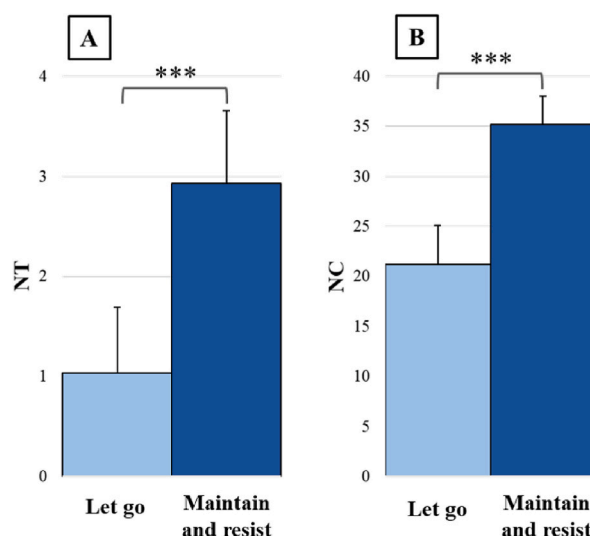 A
B
***
***
4
3
2
1
0
NT
Let go
Maintain
and resist
40
35
30
25
20
15
10
5
0
NC
Let go
Maintain
and resist